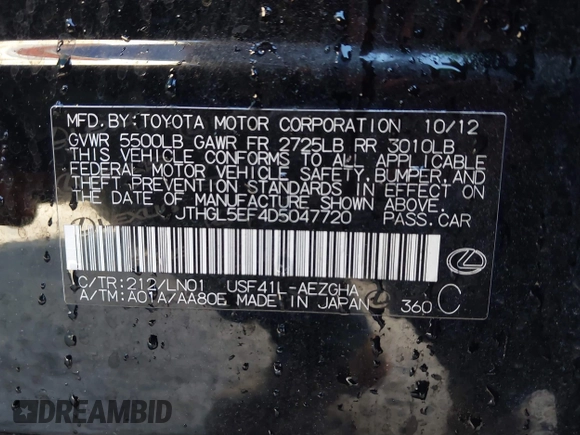 MFD.BY:TOYOTA MOTOR CORPORATION 10/12
GVWR 5500LB GAWR FR 2725LB RR 3010LB
THIS VEHICLE CONFORMS TO ALL APPLICABLE
FEDERAL MOTOR VEHICLE SAFETY,BUMPER,AND
THEFT PREVENTION STANDARDS IN EFFECT ON
THE DATE OF MANUFACTURE SHOWN ABOVE.
JTHGL5EF4D5047720 PASS.CAR
C/TR:212/LN01 USF41L-AEZGHA
A/TM:A01A/AA80E MADE IN JAPAN 360 C
DREAMBID